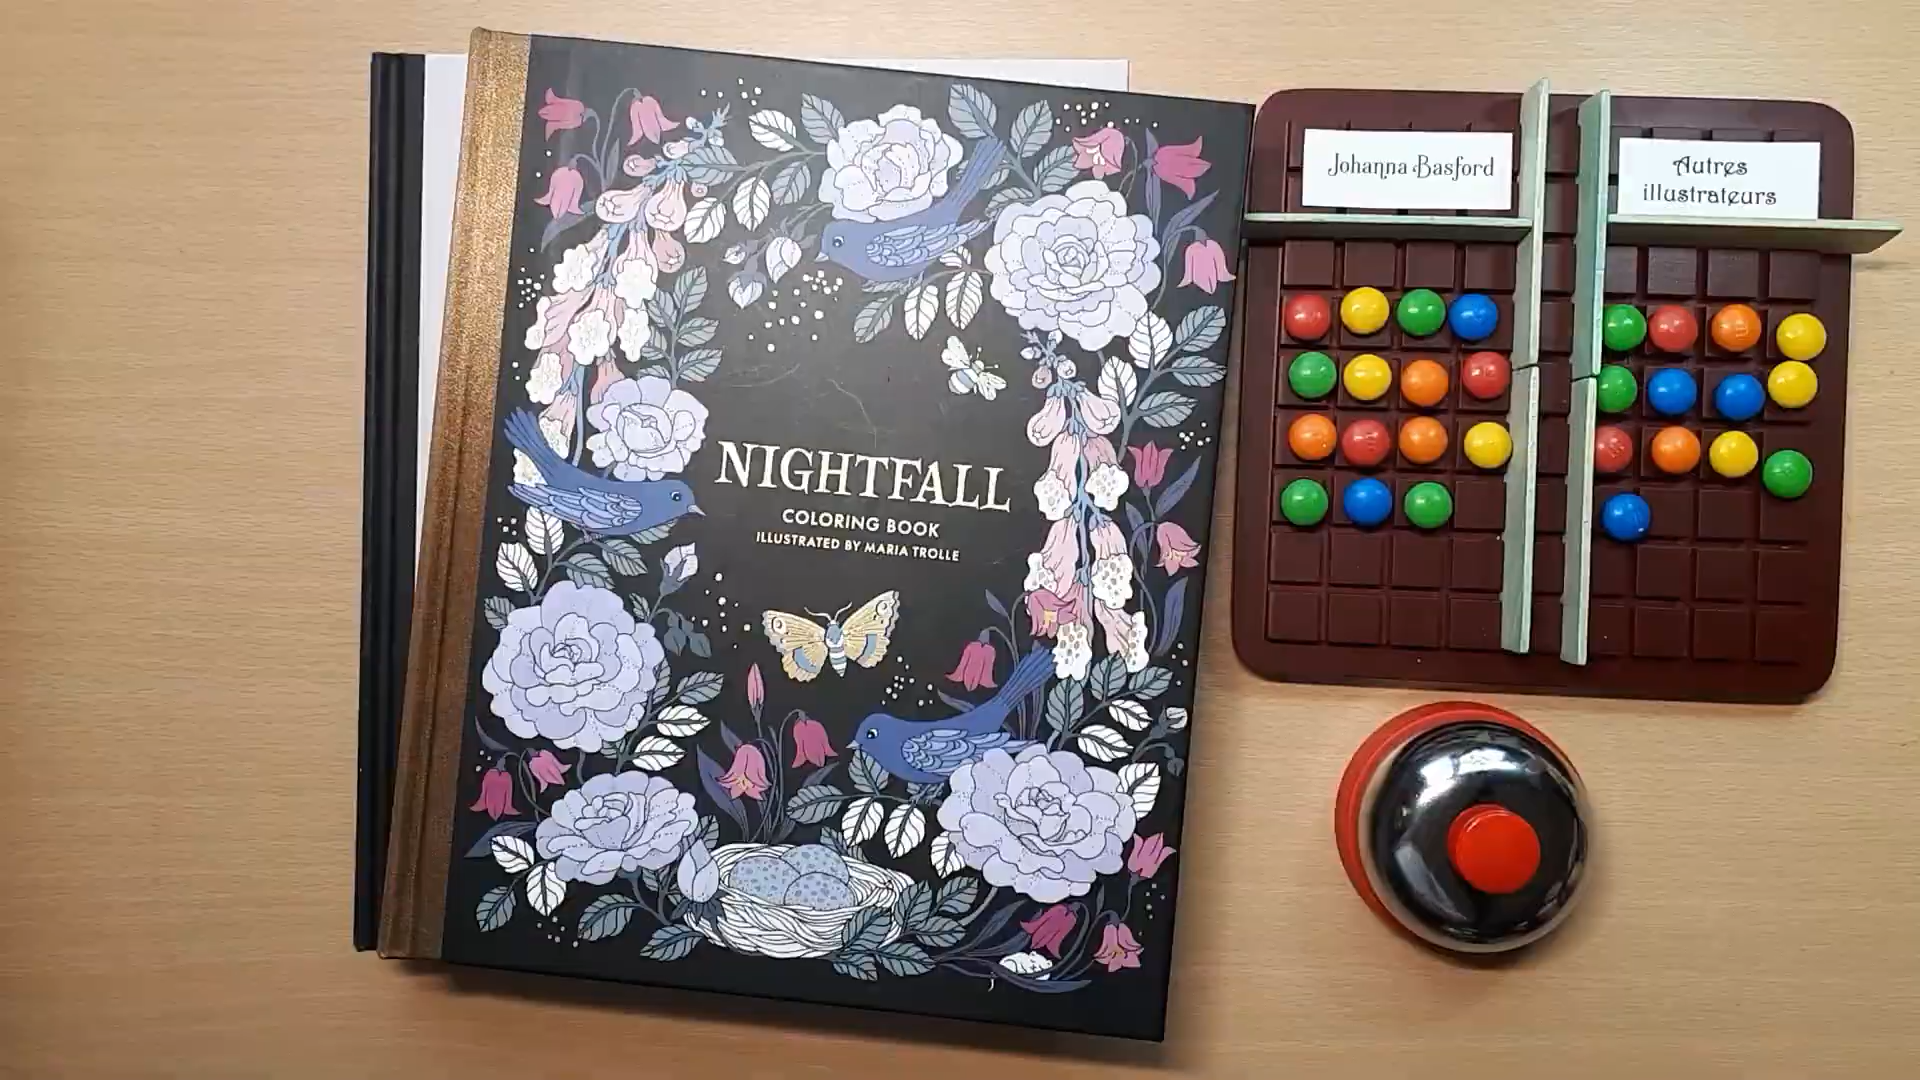 NIGHTFALL
COLORING BOOK
ILLUSTRATED BY MARIA TROLLE
Johanna Basford
Autres
illustrateurs